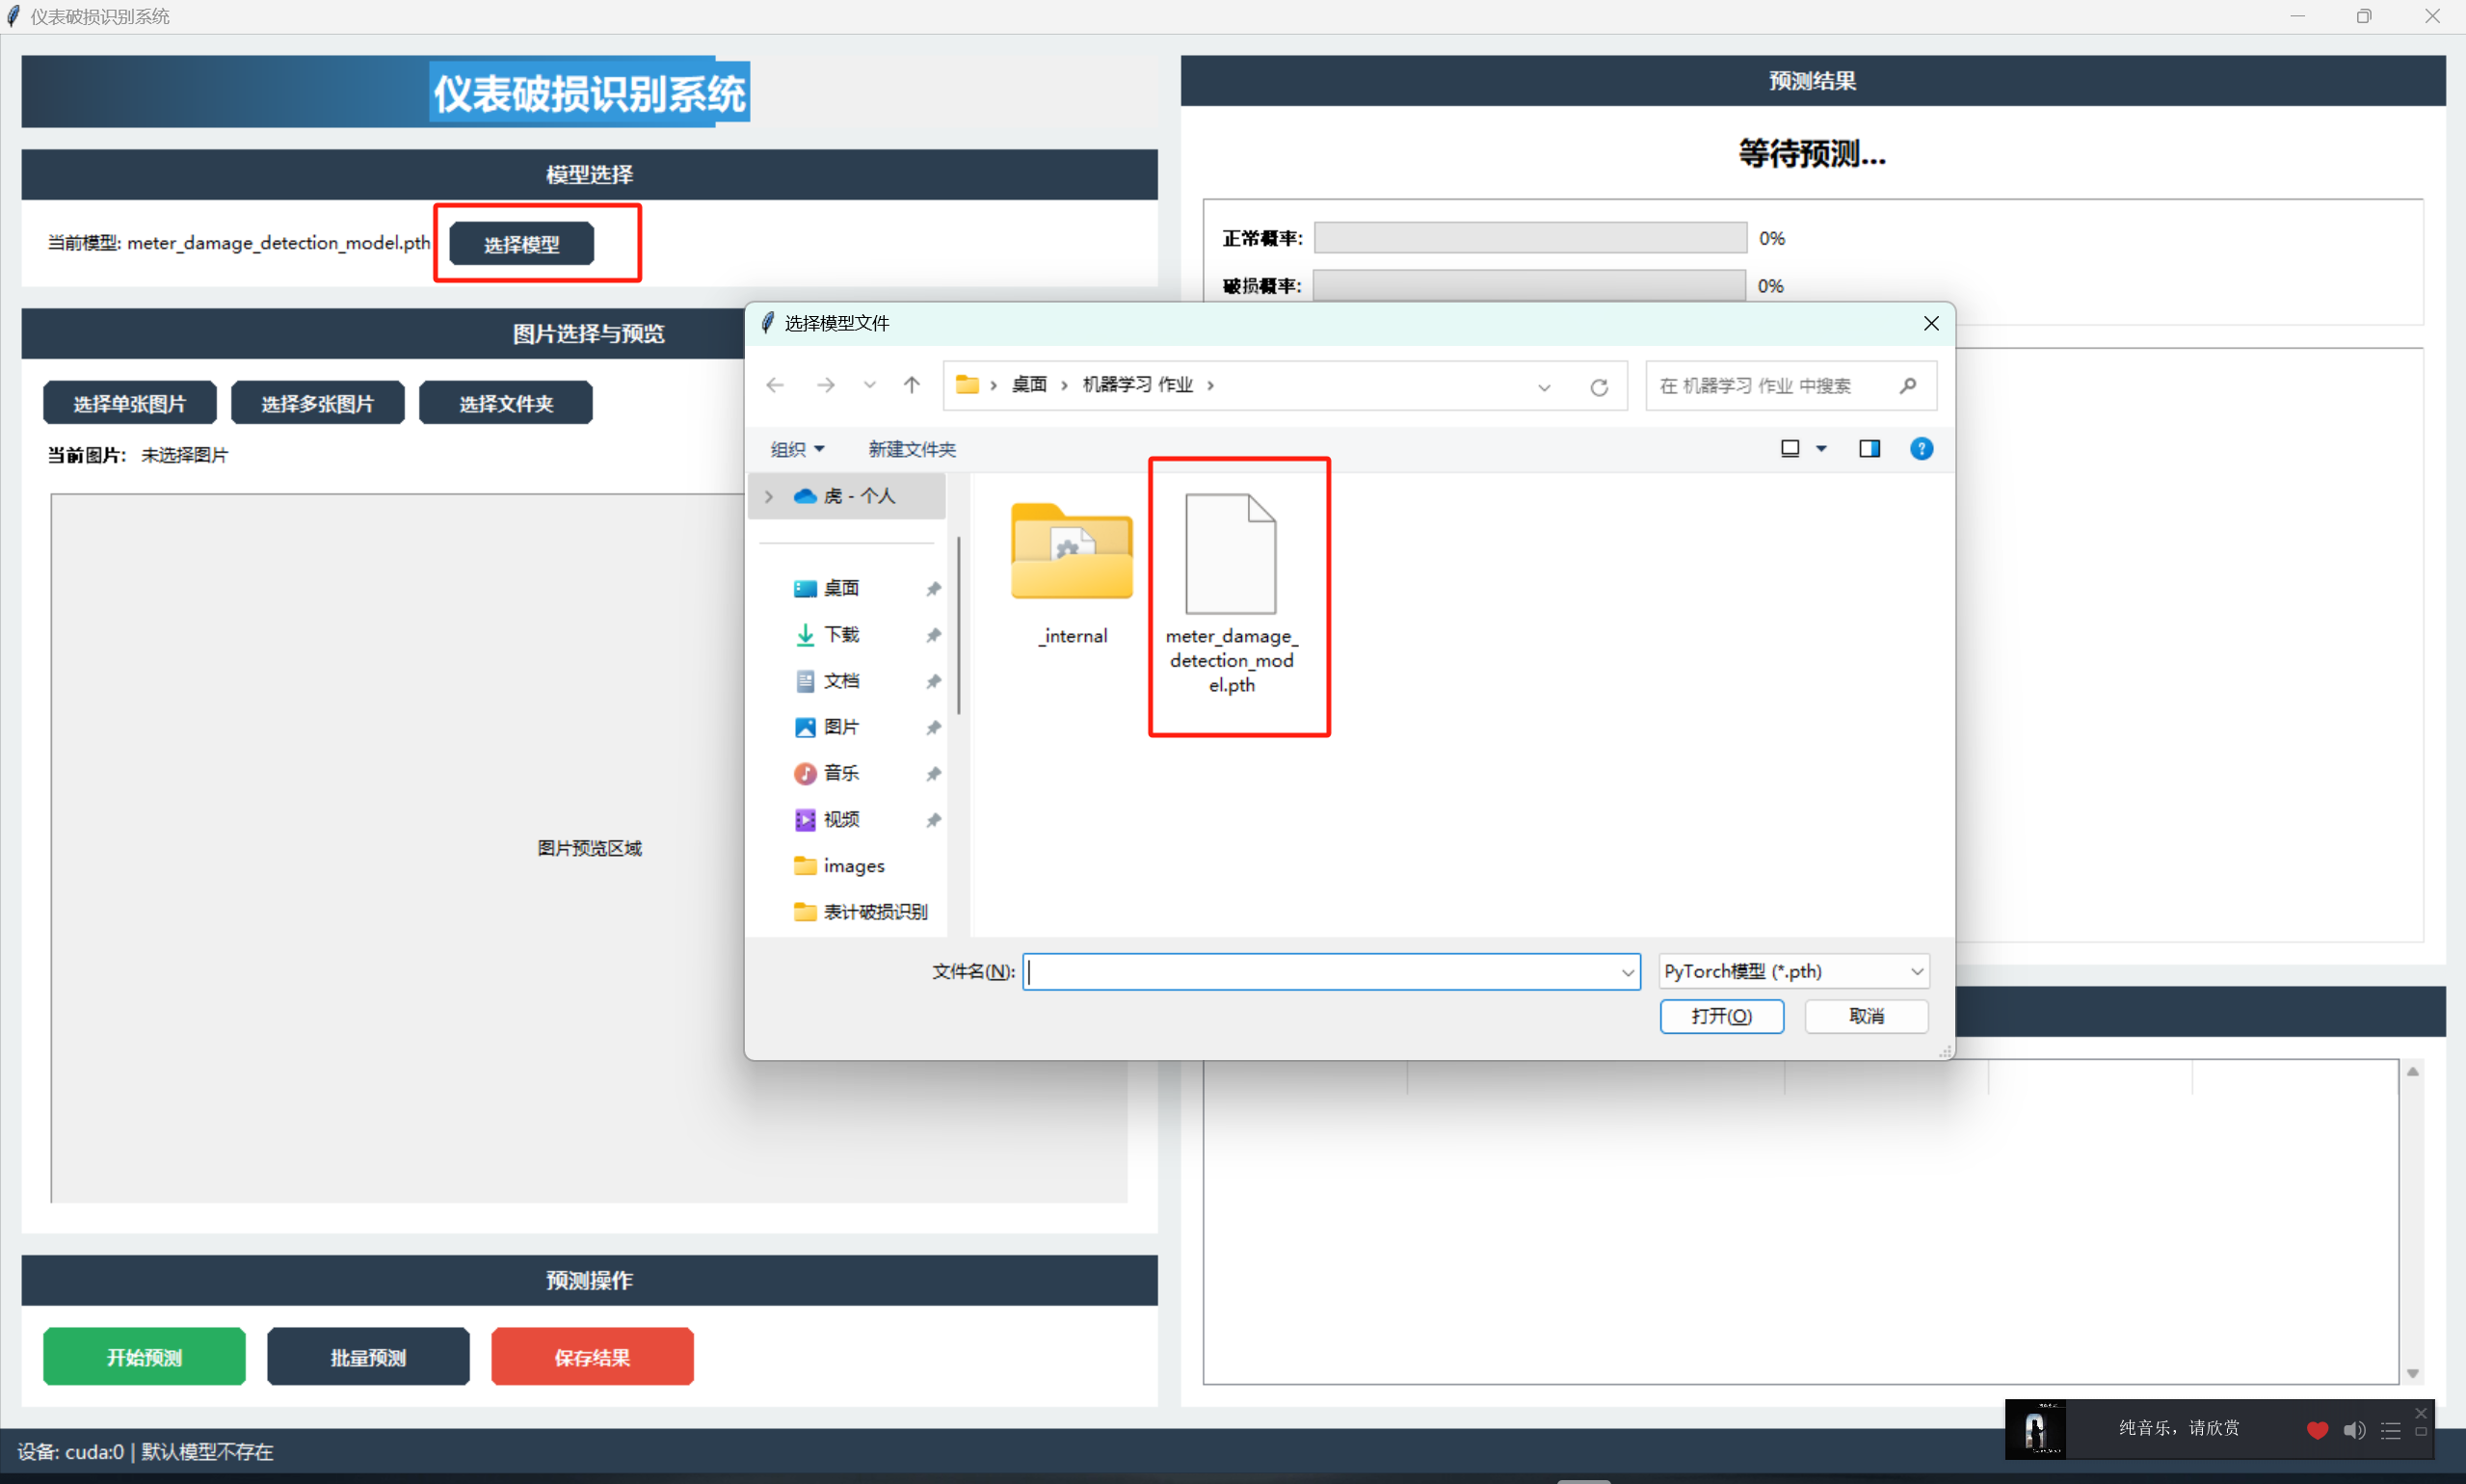 仪表破损识别系统
仪表破损识别系统
模型选择
当前模型: meter_damage_detection_model.pth
选择模型
图片选择与预览
选择单张图片 选择多张图片 选择文件夹
当前图片: 未选择图片
图片预览区域
预测操作
开始预测 批量预测 保存结果
设备: cuda:0 | 默认模型不存在
预测结果
等待预测...
正常概率: 0%
破损概率: 0%
选择模型文件
桌面 › 机器学习 作业 ›
在 机器学习 作业 中搜索
组织 新建文件夹
虎 - 个人
桌面
下载
文档
图片
音乐
视频
images
表计破损识别
_internal
meter_damage_
detection_mod
el.pth
文件名(N):
PyTorch模型 (*.pth)
打开(O) 取消
纯音乐，请欣赏